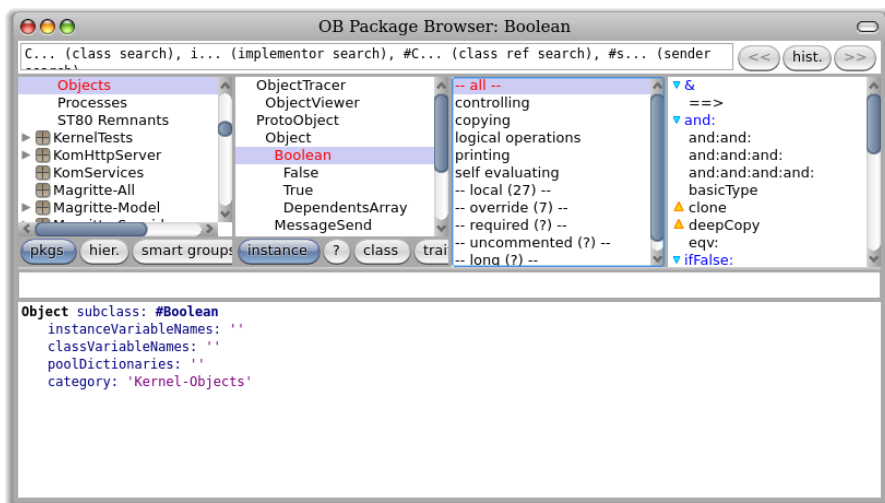 OB Package Browser: Boolean
C... (class search), i... (implementor search), #C... (class ref search), #s... (sender
<<
hist.
>>
Objects
Processes
ST80 Remnants
KernelTests
KomHttpServer
KomServices
Magritte-All
Magritte-Model
ObjectTracer
ObjectViewer
ProtoObject
Object
Boolean
False
True
DependentsArray
MessageSend
-- all --
controlling
copying
logical operations
printing
self evaluating
-- local (27) --
-- override (7) --
-- required (?) --
-- uncommented (?) --
-- long (?) --
&
==>
and:
and:and:
and:and:and:
and:and:and:and:
basicType
clone
deepCopy
eqv:
ifFalse:
pkgs
hier.
smart groups
instance
?
class
trai
Object subclass: #Boolean
instanceVariableNames: ''
classVariableNames: ''
poolDictionaries: ''
category: 'Kernel-Objects'